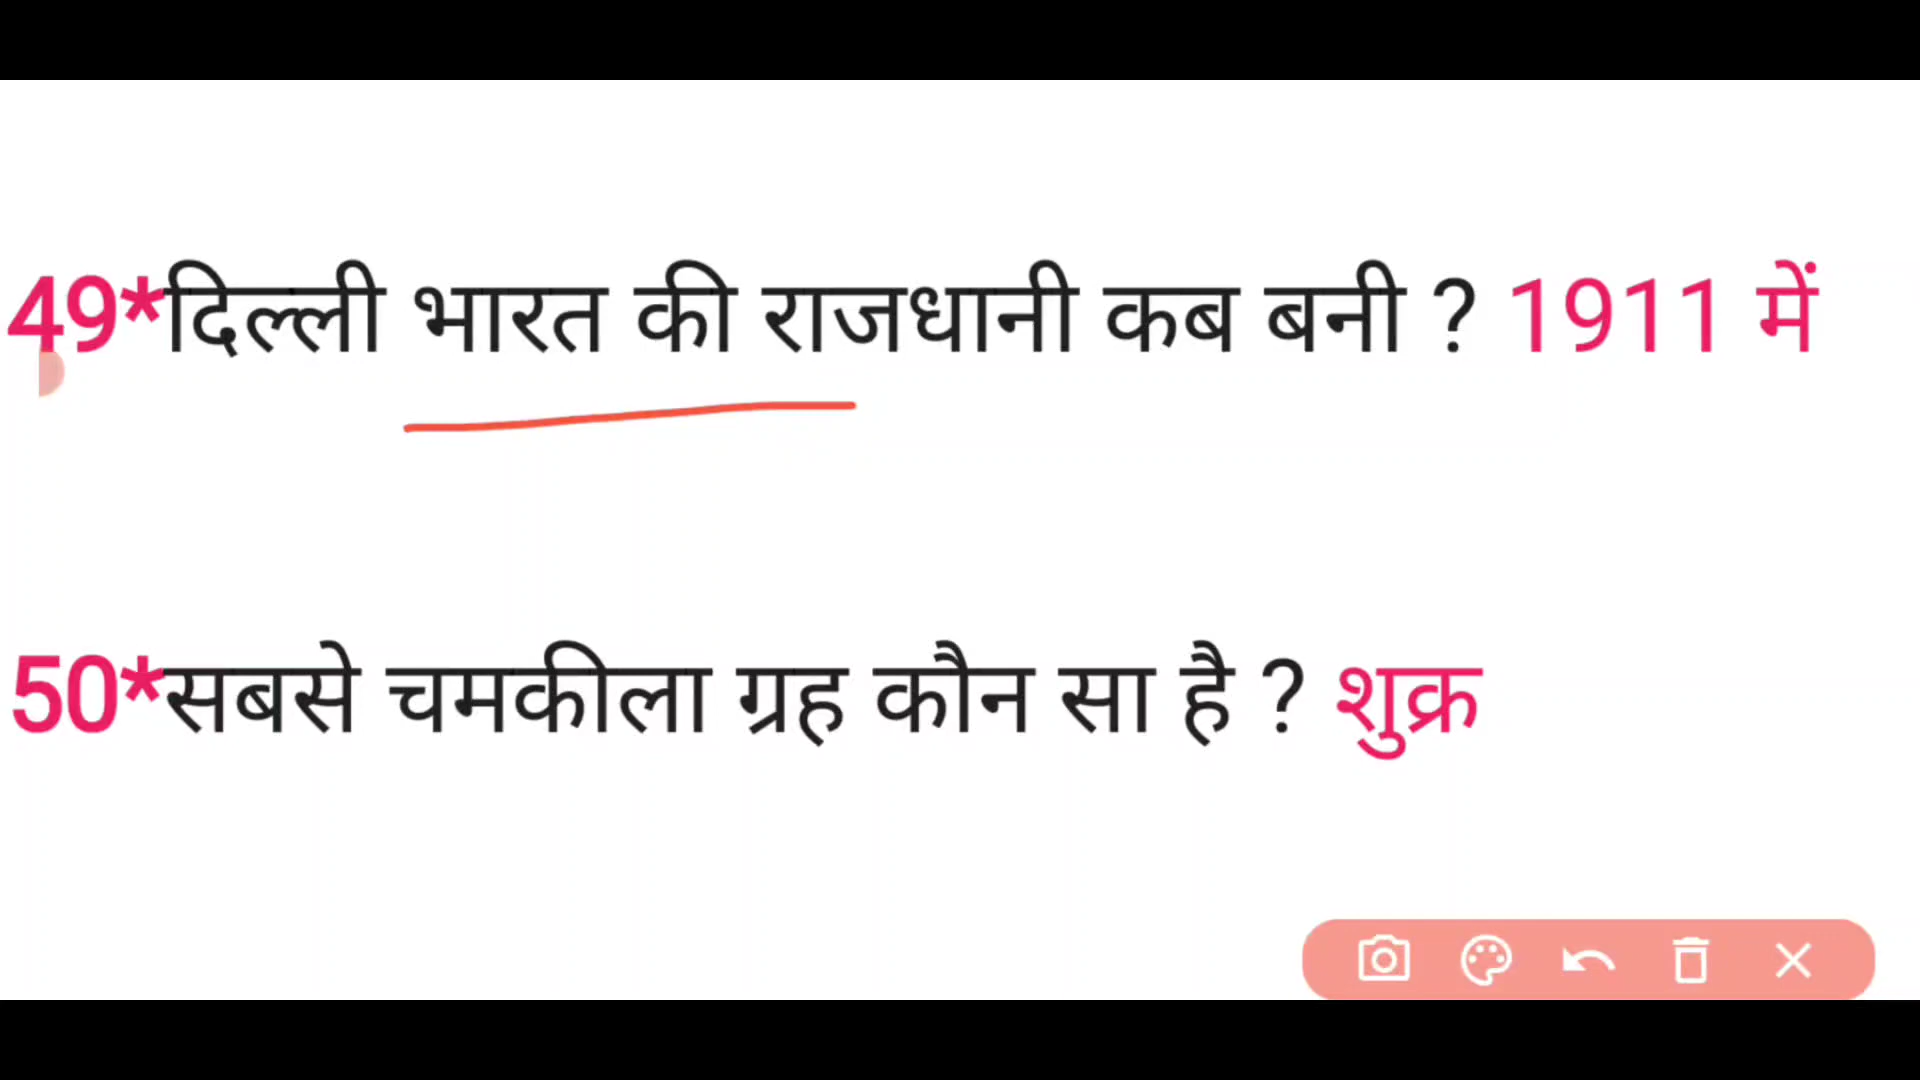 49*दिल्ली भारत की राजधानी कब बनी ? 1911 में
50*सबसे चमकीला ग्रह कौन सा है ? शुक्र